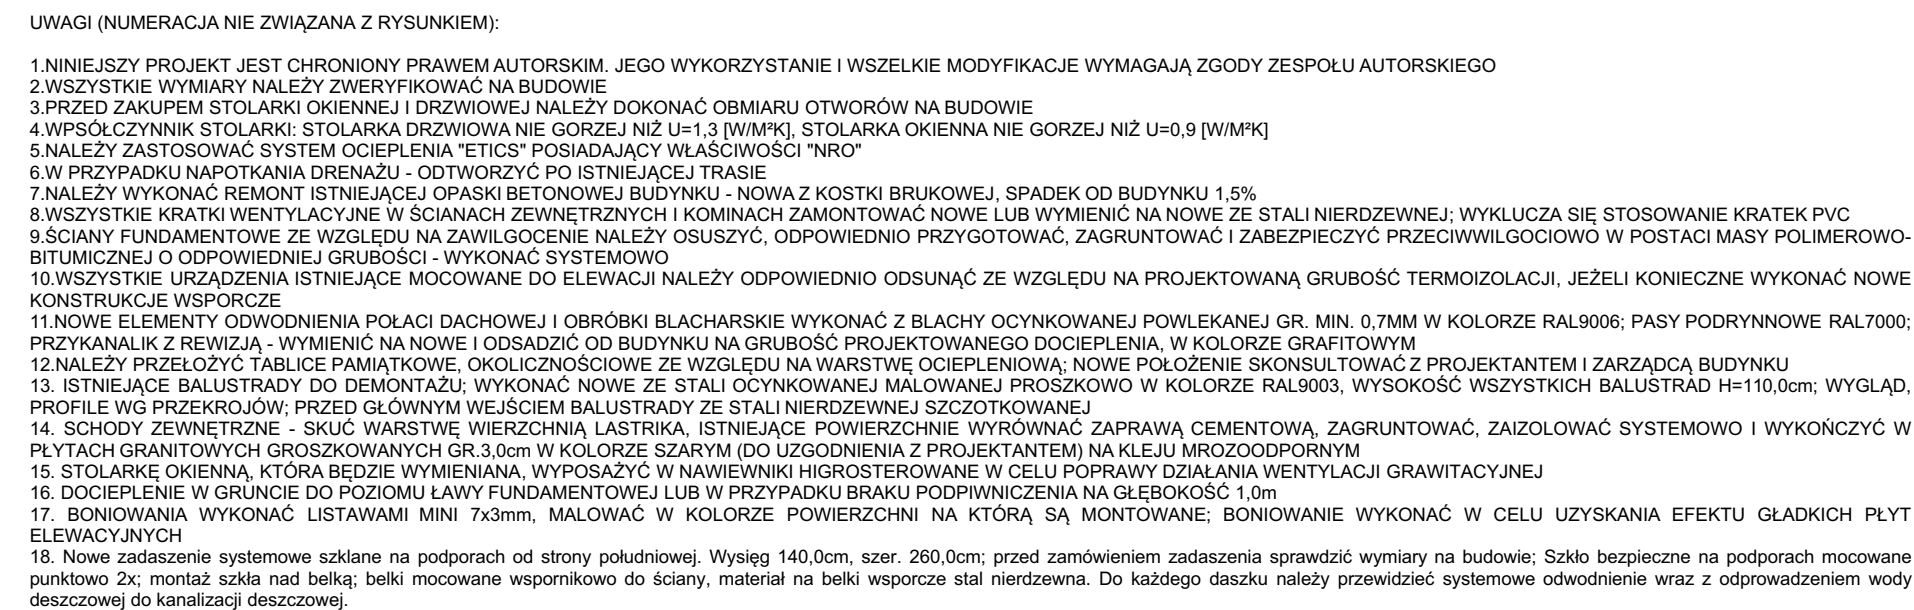 UWAGI (NUMERACJA NIE ZWIĄZANA Z RYSUNKIEM):
1.NINIEJSZY PROJEKT JEST CHRONIONY PRAWEM AUTORSKIM. JEGO WYKORZYSTANIE I WSZELKIE MODYFIKACJE WYMAGAJĄ ZGODY ZESPOŁU AUTORSKIEGO
2.WSZYSTKIE WYMIARY NALEŻY ZWERYFIKOWAĆ NA BUDOWIE
3.PRZED ZAKUPEM STOLARKI OKIENNEJ I DRZWIOWEJ NALEŻY DOKONAĆ OBMIARU OTWORÓW NA BUDOWIE
4.WPSÓŁCZYNNIK STOLARKI: STOLARKA DRZWIOWA NIE GORZEJ NIŻ U=1,3 [W/M²K], STOLARKA OKIENNA NIE GORZEJ NIŻ U=0,9 [W/M²K]
5.NALEŻY ZASTOSOWAĆ SYSTEM OCIEPLENIA "ETICS" POSIADAJĄCY WŁAŚCIWOŚCI "NRO"
6.W PRZYPADKU NAPOTKANIA DRENAŻU - ODTWORZYĆ PO ISTNIEJĄCEJ TRASIE
7.NALEŻY WYKONAĆ REMONT ISTNIEJĄCEJ OPASKI BETONOWEJ BUDYNKU - NOWA Z KOSTKI BRUKOWEJ, SPADEK OD BUDYNKU 1,5%
8.WSZYSTKIE KRATKI WENTYLACYJNE W ŚCIANACH ZEWNĘTRZNYCH I KOMINACH ZAMONTOWAĆ NOWE LUB WYMIENIĆ NA NOWE ZE STALI NIERDZEWNEJ; WYKLUCZA SIĘ STOSOWANIE KRATEK PVC
9.ŚCIANY FUNDAMENTOWE ZE WZGLĘDU NA ZAWILGOCENIE NALEŻY OSUSZYĆ, ODPOWIEDNIO PRZYGOTOWAĆ, ZAGRUNTOWAĆ I ZABEZPIECZYĆ PRZECIWWILGOCIOWO W POSTACI MASY POLIMEROWO-
BITUMICZNEJ O ODPOWIEDNIEJ GRUBOŚCI - WYKONAĆ SYSTEMOWO
10.WSZYSTKIE URZĄDZENIA ISTNIEJĄCE MOCOWANE DO ELEWACJI NALEŻY ODPOWIEDNIO ODSUNĄĆ ZE WZGLĘDU NA PROJEKTOWANĄ GRUBOŚĆ TERMOIZOLACJI, JEŻELI KONIECZNE WYKONAĆ NOWE
KONSTRUKCJE WSPORCZE
11.NOWE ELEMENTY ODWODNIENIA POŁACI DACHOWEJ I OBRÓBKI BLACHARSKIE WYKONAĆ Z BLACHY OCYNKOWANEJ POWLEKANEJ GR. MIN. 0,7MM W KOLORZE RAL9006; PASY PODRYNNOWE RAL7000;
PRZYKANALIK Z REWIZJĄ - WYMIENIĆ NA NOWE I ODSADZIĆ OD BUDYNKU NA GRUBOŚĆ PROJEKTOWANEGO DOCIEPLENIA, W KOLORZE GRAFITOWYM
12.NALEŻY PRZEŁOŻYĆ TABLICE PAMIĄTKOWE, OKOLICZNOŚCIOWE ZE WZGLĘDU NA WARSTWĘ OCIEPLENIOWĄ; NOWE POŁOŻENIE SKONSULTOWAĆ Z PROJEKTANTEM I ZARZĄDCĄ BUDYNKU
13. ISTNIEJĄCE BALUSTRADY DO DEMONTAŻU; WYKONAĆ NOWE ZE STALI OCYNKOWANEJ MALOWANEJ PROSZKOWO W KOLORZE RAL9003, WYSOKOŚĆ WSZYSTKICH BALUSTRAD H=110,0cm; WYGLĄD,
PROFILE WG PRZEKROJÓW; PRZED GŁÓWNYM WEJŚCIEM BALUSTRADY ZE STALI NIERDZEWNEJ SZCZOTKOWANEJ
14. SCHODY ZEWNĘTRZNE - SKUĆ WARSTWĘ WIERZCHNIĄ LASTRIKA, ISTNIEJĄCE POWIERZCHNIE WYRÓWNAĆ ZAPRAWĄ CEMENTOWĄ, ZAGRUNTOWAĆ, ZAIZOLOWAĆ SYSTEMOWO I WYKOŃCZYĆ W
PŁYTACH GRANITOWYCH GROSZKOWANYCH GR.3,0cm W KOLORZE SZARYM (DO UZGODNIENIA Z PROJEKTANTEM) NA KLEJU MROZOODPORNYM
15. STOLARKĘ OKIENNĄ, KTÓRA BĘDZIE WYMIENIANA, WYPOSAŻYĆ W NAWIEWNIKI HIGROSTEROWANE W CELU POPRAWY DZIAŁANIA WENTYLACJI GRAWITACYJNEJ
16. DOCIEPLENIE W GRUNCIE DO POZIOMU ŁAWY FUNDAMENTOWEJ LUB W PRZYPADKU BRAKU PODPIWNICZENIA NA GŁĘBOKOŚĆ 1,0m
17. BONIOWANIA WYKONAĆ LISTAWAMI MINI 7x3mm, MALOWAĆ W KOLORZE POWIERZCHNI NA KTÓRĄ SĄ MONTOWANE; BONIOWANIE WYKONAĆ W CELU UZYSKANIA EFEKTU GŁADKICH PŁYT
ELEWACYJNYCH
18. Nowe zadaszenie systemowe szklane na podporach od strony południowej. Wysięg 140,0cm, szer. 260,0cm; przed zamówieniem zadaszenia sprawdzić wymiary na budowie; Szkło bezpieczne na podporach mocowane
punktowo 2x; montaż szkła nad belką; belki mocowane wspornikowo do ściany, materiał na belki wsporcze stal nierdzewna. Do każdego daszku należy przewidzieć systemowe odwodnienie wraz z odprowadzeniem wody
deszczowej do kanalizacji deszczowej.